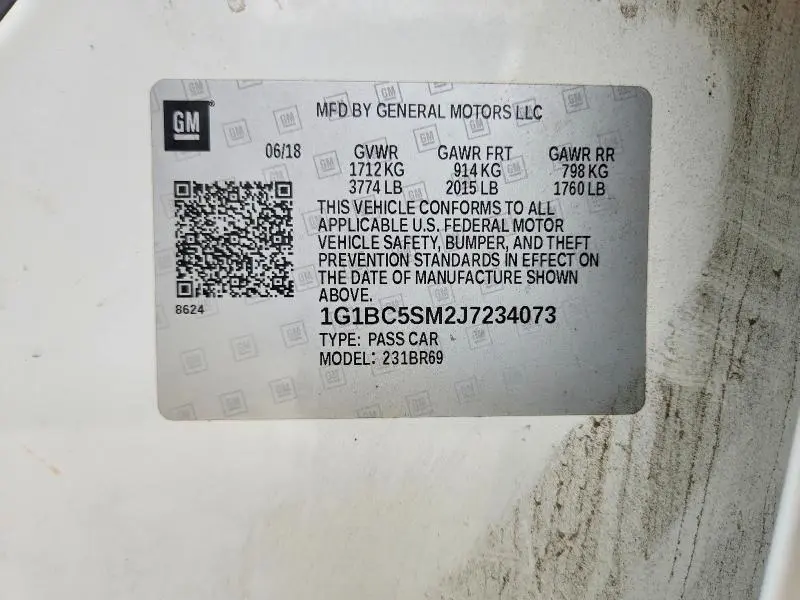 GM
MFD BY GENERAL MOTORS LLC
06/18 GVWR GAWR FRT GAWR RR
1712 KG 914 KG 798 KG
3774 LB 2015 LB 1760 LB
THIS VEHICLE CONFORMS TO ALL
APPLICABLE U.S. FEDERAL MOTOR
VEHICLE SAFETY, BUMPER, AND THEFT
PREVENTION STANDARDS IN EFFECT ON
THE DATE OF MANUFACTURE SHOWN
ABOVE.
8624
1G1BC5SM2J7234073
TYPE: PASS CAR
MODEL: 231BR69